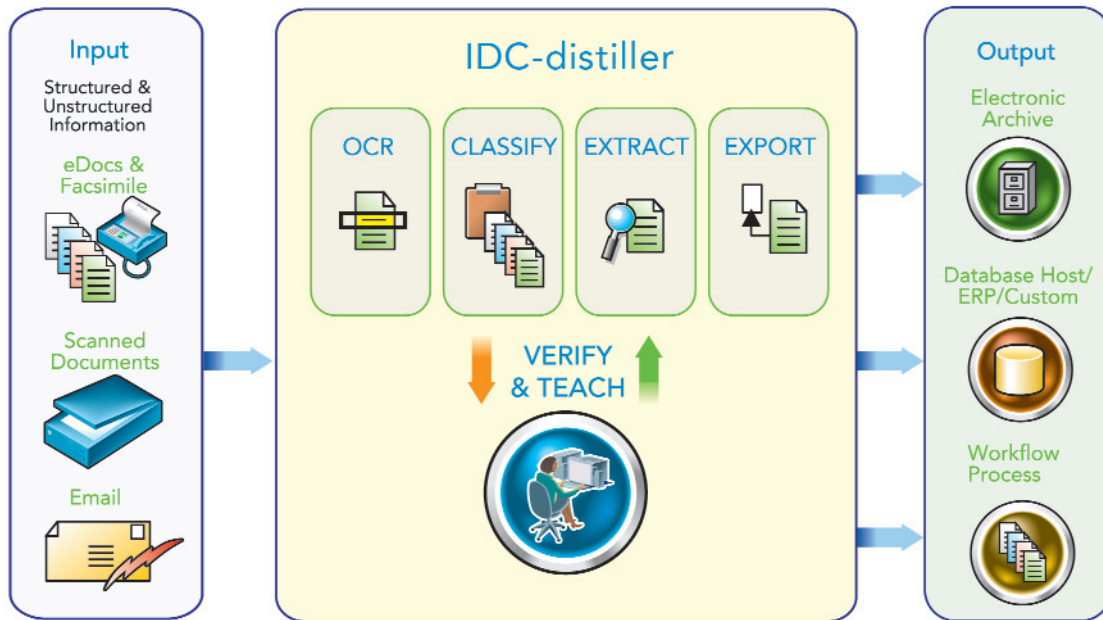 Input
Structured &
Unstructured
Information
eDocs &
Facsimile
Scanned
Documents
Email
IDC-distiller
OCR
CLASSIFY
EXTRACT
EXPORT
VERIFY
& TEACH
Output
Electronic
Archive
Database Host/
ERP/Custom
Workflow
Process